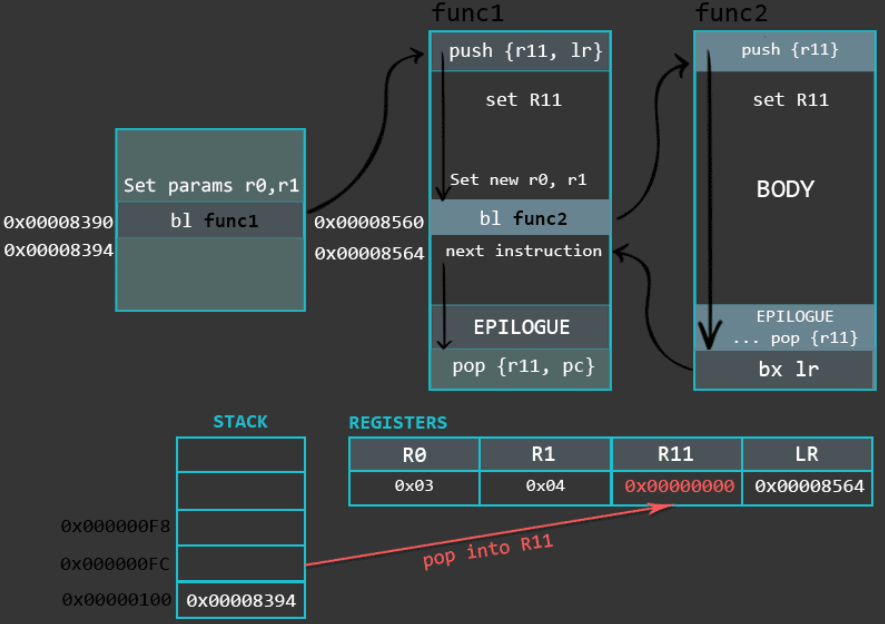 func1
func2
push {r11, lr}
push {r11}
set R11
set R11
Set params r0,r1
Set new r0, r1
BODY
0x00008390
bl func1
0x00008560
bl func2
0x00008394
0x00008564
next instruction
EPILOGUE
EPILOGUE
... pop {r11}
pop {r11, pc}
bx lr
STACK
REGISTERS
R0
R1
R11
LR
0x03
0x04
0x00000000
0x00008564
0x000000F8
pop into R11
0x000000FC
0x00000100
0x00008394